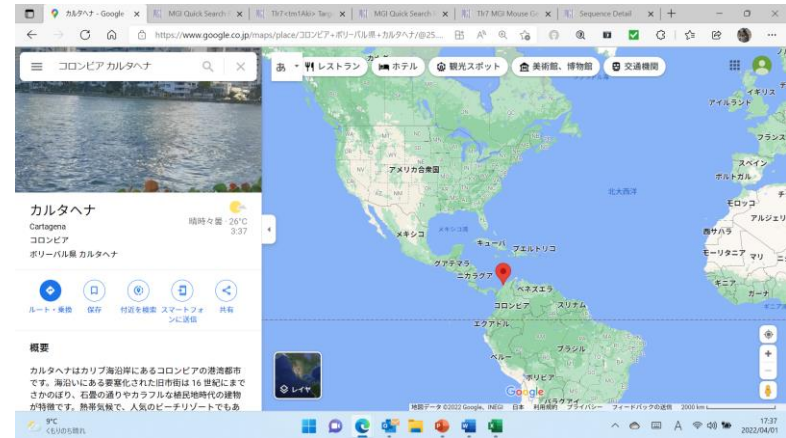 カルタヘナ - Google
MGI Quick Search
Tlr7<tm1Aki> Targ
MGI Quick Search
Tlr7 MGI Mouse Ge
Sequence Detail
https://www.google.co.jp/maps/place/コロンビア+ボリーバル県+カルタヘナ/@25...
コロンビア カルタヘナ
レストラン
ホテル
観光スポット
美術館、博物館
交通機関
カルタヘナ
Cartagena
コロンビア
ボリーバル県 カルタヘナ
晴時々曇・26°C
3:37
ルート・乗換
保存
付近を検索
スマートフォンに送信
共有
概要
カルタヘナはカリブ海沿岸にあるコロンビアの港湾都市
です。海沿いにある要塞化された旧市街は 16 世紀にまで
さかのぼり、石畳の通りやカラフルな植民地時代の建物
が特徴です。熱帯気候で、人気のビーチリゾートでもあ
カナダ
アメリカ合衆国
メキシコ
メキシコ湾
キューバ
プエルトリコ
グアテマラ
ニカラグア
ベネズエラ
コロンビア
スリナム
エクアドル
ペルー
ブラジル
ボリビア
パラグアイ
北大西洋
イギリス
アイルランド
フランス
スペイン
ポルトガル
モロッコ
アルジェリ
西サハラ
モーリタニア
マリ
ギニア
ガーナ
レイヤ
Google
地図データ ©2022 Google、INEGI
日本
利用規約
プライバシー
フィードバックの送信
2000 km
9°C
くもりのち晴れ
あ
A
17:37
2022/04/01